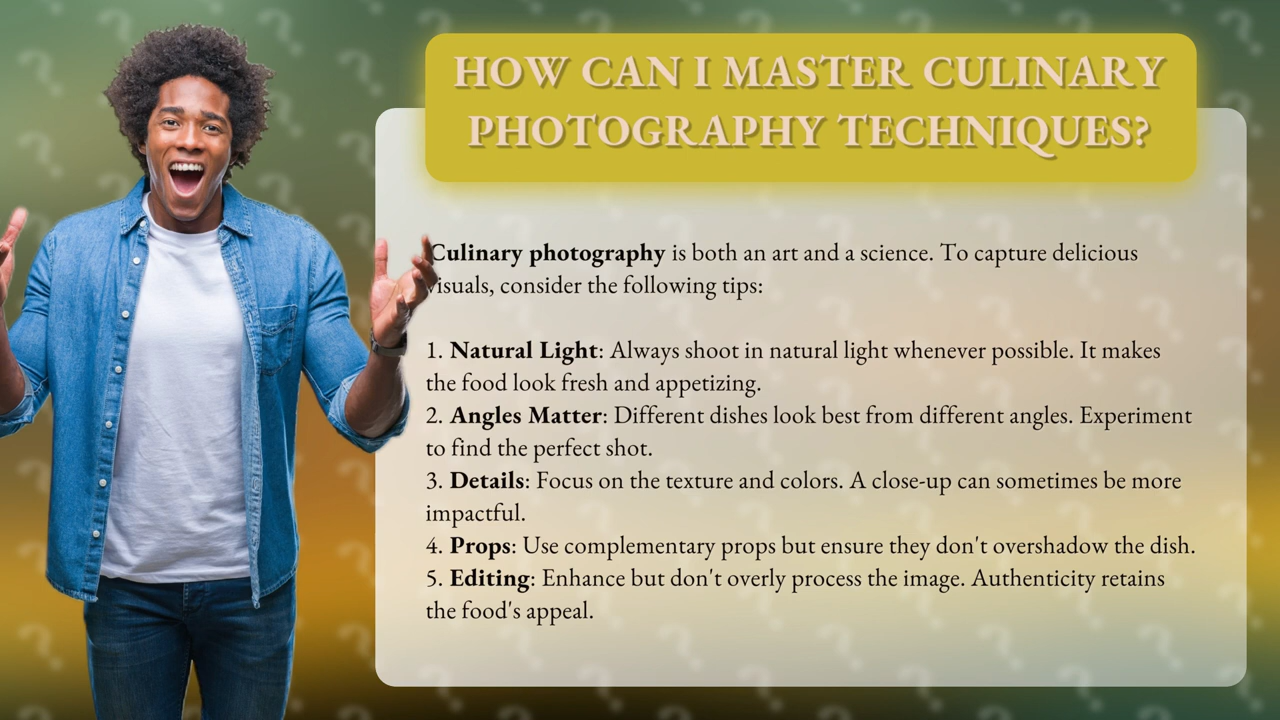 HOW CAN I MASTER CULINARY
PHOTOGRAPHY TECHNIQUES?
Culinary photography is both an art and a science. To capture delicious
visuals, consider the following tips:
1. Natural Light: Always shoot in natural light whenever possible. It makes
the food look fresh and appetizing.
2. Angles Matter: Different dishes look best from different angles. Experiment
to find the perfect shot.
3. Details: Focus on the texture and colors. A close-up can sometimes be more
impactful.
4. Props: Use complementary props but ensure they don't overshadow the dish.
5. Editing: Enhance but don't overly process the image. Authenticity retains
the food's appeal.